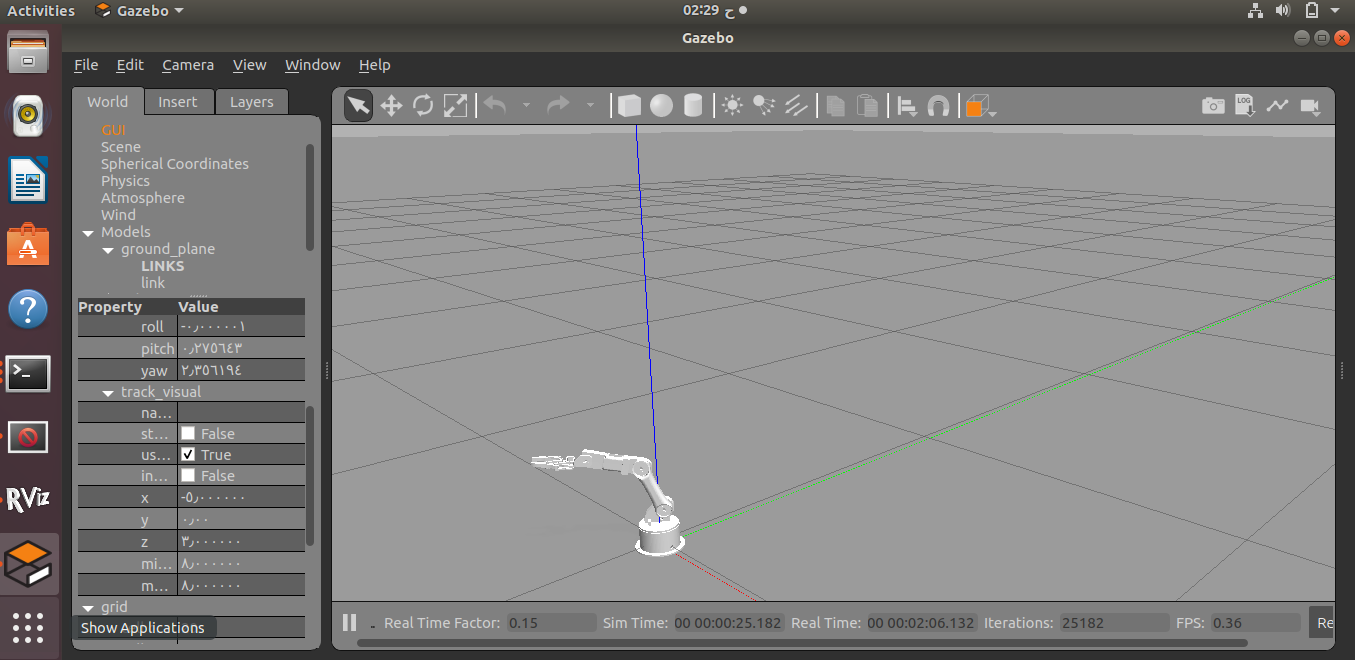 Activities Gazebo 02:29 ح
Gazebo
File Edit Camera View Window Help
World Insert Layers
GUI
Scene
Spherical Coordinates
Physics
Atmosphere
Wind
Models
ground_plane
LINKS
link
Property Value
roll -٠٫٠٠٠٠٠١
pitch ٠٫٢٧٥٦٤٣
yaw ٢٫٣٥٦١٩٤
track_visual
na...
st... False
us... True
in... False
x -٥٫٠٠٠٠٠٠
y ٠٫٠٠
z ٣٫٠٠٠٠٠٠
mi... ٨٫٠٠٠٠٠٠
m... ٨٫٠٠٠٠٠٠
grid
Show Applications
LOG
RViz
Real Time Factor: 0.15 Sim Time: 00 00:00:25.182 Real Time: 00 00:02:06.132 Iterations: 25182 FPS: 0.36 Re